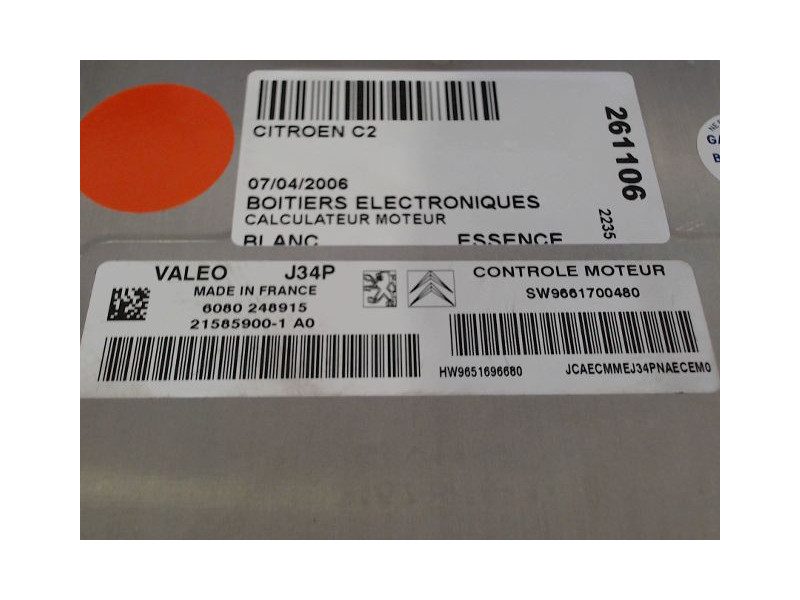 CITROEN C2
261106
07/04/2006
BOITIERS ELECTRONIQUES
CALCULATEUR MOTEUR
2235
BLANC ESSENCE
VALEO J34P
MADE IN FRANCE
6080 248915
21585900-1 A0
CONTROLE MOTEUR
SW9661700480
HW9651696680 JCAECMMEJ34PNAECEM0